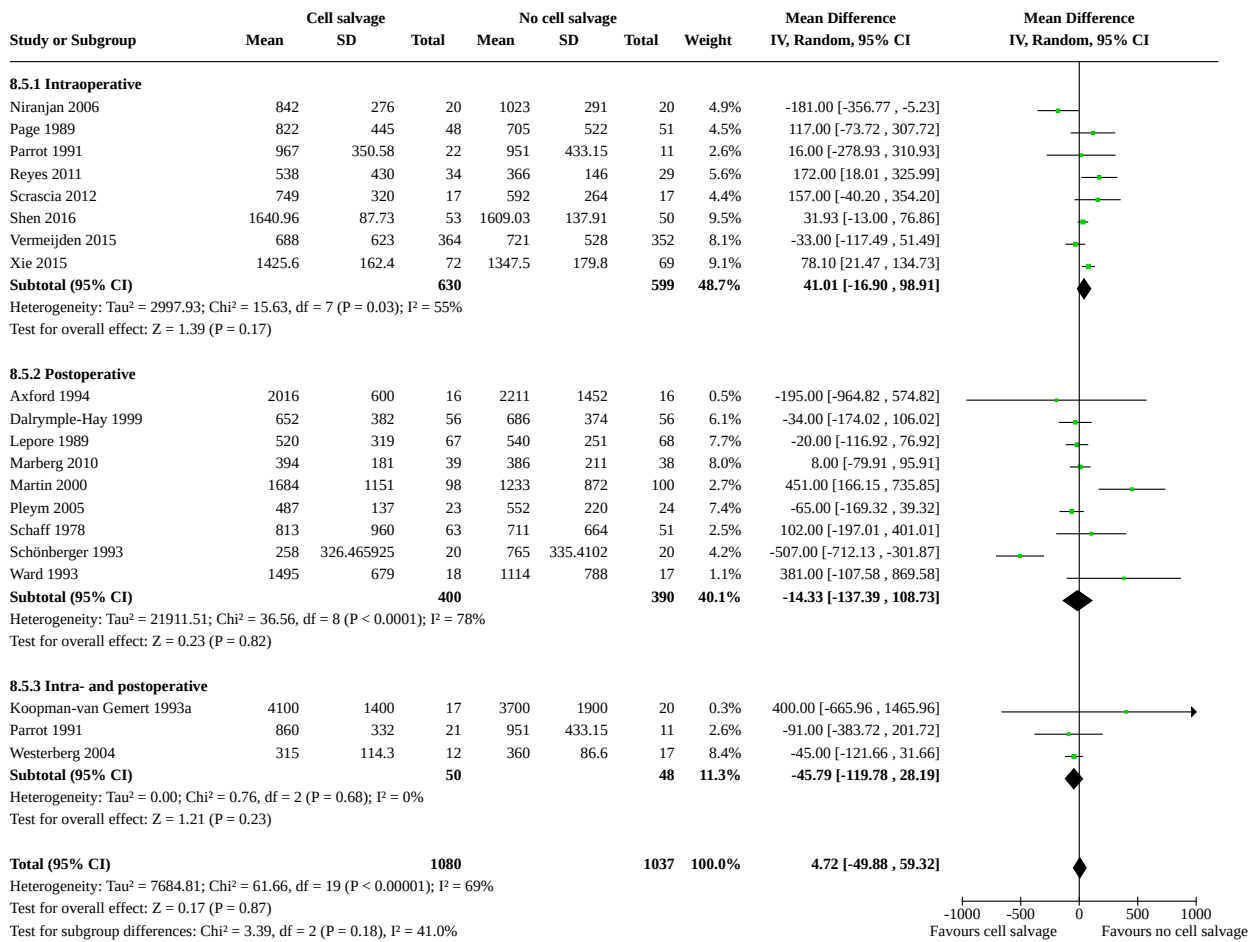 Cell salvage No cell salvage Mean Difference Mean Difference
Study or Subgroup Mean SD Total Mean SD Total Weight IV, Random, 95% CI IV, Random, 95% CI
8.5.1 Intraoperative
Niranjan 2006 842 276 20 1023 291 20 4.9% -181.00 [-356.77 , -5.23]
Page 1989 822 445 48 705 522 51 4.5% 117.00 [-73.72 , 307.72]
Parrot 1991 967 350.58 22 951 433.15 11 2.6% 16.00 [-278.93 , 310.93]
Reyes 2011 538 430 34 366 146 29 5.6% 172.00 [18.01 , 325.99]
Scrascia 2012 749 320 17 592 264 17 5.3% 157.00 [-40.20 , 354.20]
Shen 2016 1640.96 87.73 53 1609.03 137.91 50 9.5% 31.93 [-13.00 , 76.86]
Vermeijden 2015 688 623 364 721 528 352 8.1% -33.00 [-117.49 , 51.49]
Xie 2015 1425.6 162.4 72 1347.5 179.8 69 9.1% 78.10 [21.47 , 134.73]
Subtotal (95% CI) 630 599 48.7% 41.01 [-16.90 , 98.91]
Heterogeneity: Tau² = 2997.93; Chi² = 15.63, df = 7 (P = 0.03); I² = 55%
Test for overall effect: Z = 1.39 (P = 0.17)
8.5.2 Postoperative
Axford 1994 2016 600 16 2211 1452 16 0.5% -195.00 [-964.82 , 574.82]
Dalrymple-Hay 1999 652 382 56 686 374 56 6.1% -34.00 [-174.02 , 106.02]
Lepore 1989 520 319 67 540 251 68 7.7% -20.00 [-116.92 , 76.92]
Marberg 2010 394 181 39 386 211 38 8.0% 8.00 [-79.91 , 95.91]
Martin 2000 1684 1151 98 1233 872 100 2.7% 451.00 [166.15 , 735.85]
Pleym 2005 487 137 23 552 220 24 7.4% -65.00 [-169.32 , 39.32]
Schaff 1978 813 960 63 711 664 51 2.5% 102.00 [-197.01 , 401.01]
Schönberger 1993 258 326.465925 20 765 335.4102 20 4.2% -507.00 [-712.13 , -301.87]
Ward 1993 1495 679 18 1114 788 17 1.1% 381.00 [-107.58 , 869.58]
Subtotal (95% CI) 400 390 40.1% -14.33 [-137.39 , 108.73]
Heterogeneity: Tau² = 21911.51; Chi² = 36.56, df = 8 (P < 0.0001); I² = 78%
Test for overall effect: Z = 0.23 (P = 0.82)
8.5.3 Intra- and postoperative
Koopman-van Gemert 1993a 4100 1400 17 3700 1900 20 0.3% 400.00 [-665.96 , 1465.96]
Parrot 1991 860 332 21 951 433.15 11 2.6% -91.00 [-383.72 , 201.72]
Westerberg 2004 315 114.3 12 360 86.6 17 8.4% -45.00 [-121.66 , 31.66]
Subtotal (95% CI) 50 48 11.3% -45.79 [-119.78 , 28.19]
Heterogeneity: Tau² = 0.00; Chi² = 0.76, df = 2 (P = 0.68); I² = 0%
Test for overall effect: Z = 1.21 (P = 0.23)
Total (95% CI) 1080 1037 100.0% 4.72 [-49.88 , 59.32]
Heterogeneity: Tau² = 7684.81; Chi² = 61.66, df = 19 (P < 0.00001); I² = 69%
Test for overall effect: Z = 0.17 (P = 0.87)
Test for subgroup differences: Chi² = 3.39, df = 2 (P = 0.18), I² = 41.0%
-1000 -500 0 500 1000
Favours cell salvage Favours no cell salvage